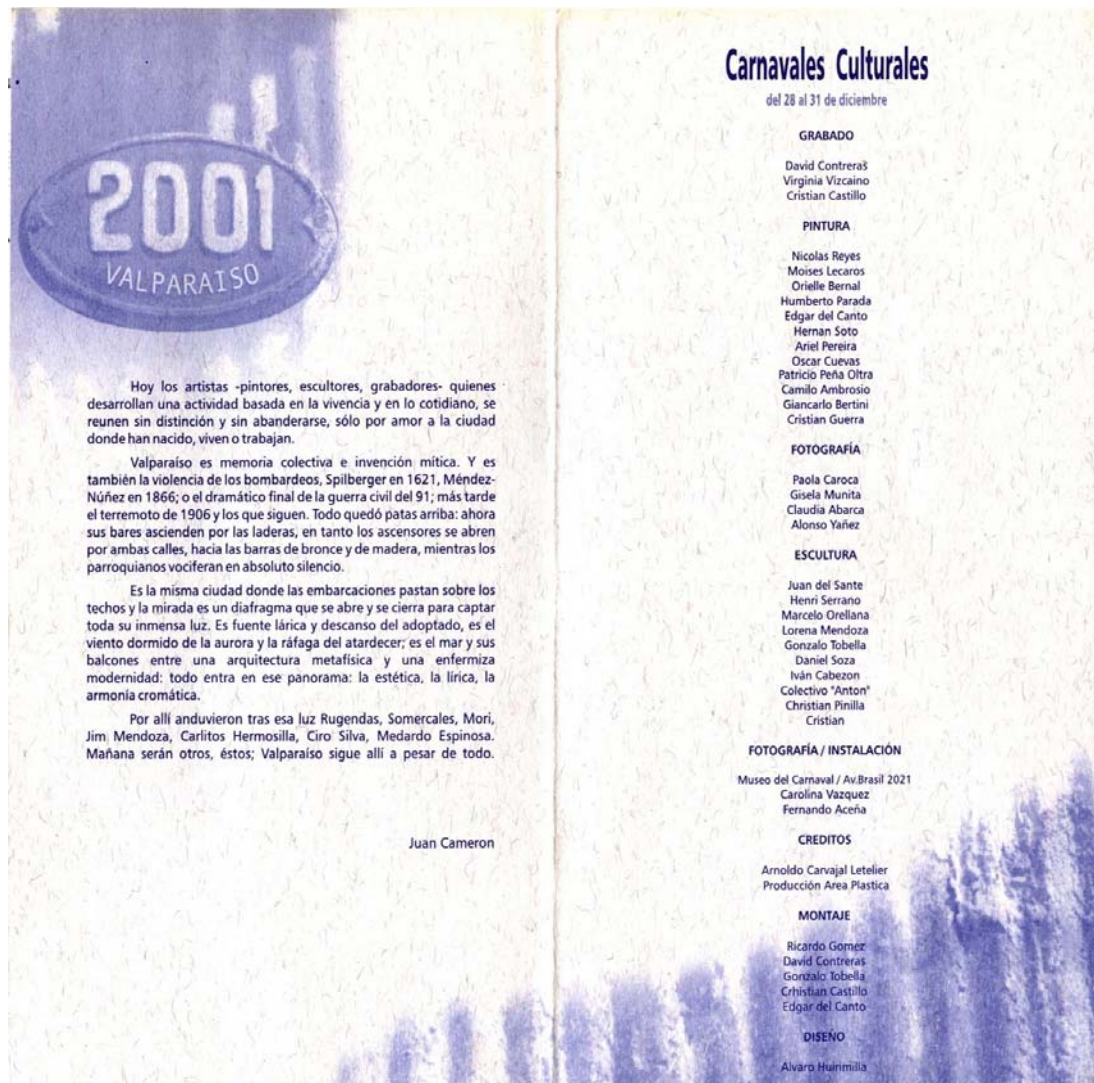 2001
VALPARAISO
Hoy los artistas -pintores, escultores, grabadores- quienes
desarrollan una actividad basada en la vivencia y en lo cotidiano, se
reunen sin distinción y sin abanderarse, sólo por amor a la ciudad
donde han nacido, viven o trabajan.
Valparaíso es memoria colectiva e invención mítica. Y es
también la violencia de los bombardeos, Spilberger en 1621, Méndez-
Núñez en 1866; o el dramático final de la guerra civil del 91; más tarde
el terremoto de 1906 y los que siguen. Todo quedó patas arriba: ahora
sus bares ascienden por las laderas, en tanto los ascensores se abren
por ambas calles, hacia las barras de bronce y de madera, mientras los
parroquianos vociferan en absoluto silencio.
Es la misma ciudad donde las embarcaciones pastan sobre los
techos y la mirada es un diafragma que se abre y se cierra para captar
toda su inmensa luz. Es fuente lárica y descanso del adoptado, es el
viento dormido de la aurora y la ráfaga del atardecer; es el mar y sus
balcones entre una arquitectura metafísica y una enfermiza
modernidad: todo entra en ese panorama: la estética, la lírica, la
armonía cromática.
Por allí anduvieron tras esa luz Rugendas, Somercales, Mori,
Jim Mendoza, Carlitos Hermosilla, Ciro Silva, Medardo Espinosa.
Mañana serán otros, éstos; Valparaíso sigue allí a pesar de todo.
Juan Cameron
Carnavales Culturales
del 28 al 31 de diciembre
GRABADO
David Contreras
Virginia Vizcaino
Cristian Castillo
PINTURA
Nicolas Reyes
Moises Lecaros
Orielle Bernal
Humberto Parada
Edgar del Canto
Hernan Soto
Ariel Pereira
Oscar Cuevas
Patricio Peña Oltra
Camilo Ambrosio
Giancarlo Bertini
Cristian Guerra
FOTOGRAFÍA
Paola Caroca
Gisela Munita
Claudia Abarca
Alonso Yañez
ESCULTURA
Juan del Sante
Henri Serrano
Marcelo Orellana
Lorena Mendoza
Gonzalo Tobella
Daniel Soza
Iván Cabezon
Colectivo "Anton"
Christian Pinilla
Cristian
FOTOGRAFÍA / INSTALACIÓN
Museo del Carnaval / Av.Brasil 2021
Carolina Vazquez
Fernando Aceña
CREDITOS
Arnoldo Carvajal Letelier
Producción Area Plastica
MONTAJE
Ricardo Gomez
David Contreras
Gonzalo Tobella
Crhistian Castillo
Edgar del Canto
DISEÑO
Alvaro Huirimilla